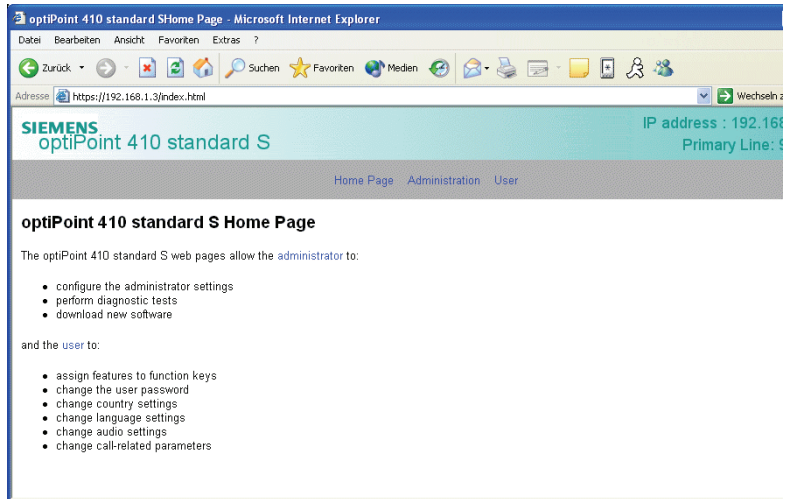 optiPoint 410 standard SHome Page - Microsoft Internet Explorer
Datei Bearbeiten Ansicht Favoriten Extras ?
Zurück Suchen Favoriten Medien
Adresse https://192.168.1.3/index.html Wechseln z
SIEMENS
optiPoint 410 standard S
IP address : 192.168
Primary Line: 9
Home Page Administration User
optiPoint 410 standard S Home Page
The optiPoint 410 standard S web pages allow the administrator to:
• configure the administrator settings
• perform diagnostic tests
• download new software
and the user to:
• assign features to function keys
• change the user password
• change country settings
• change language settings
• change audio settings
• change call-related parameters